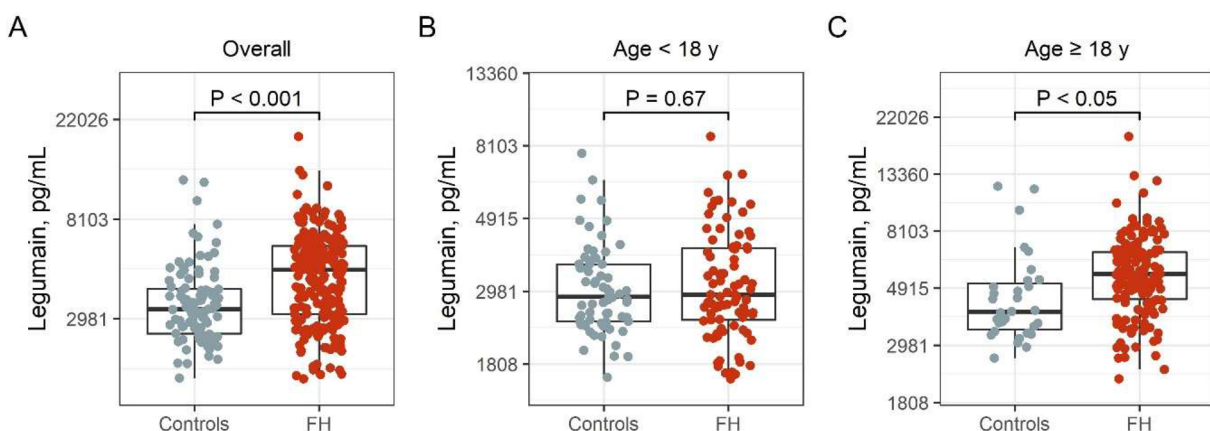 A
Overall
P < 0.001
22026
8103
2981
Legumain, pg/mL
Controls
FH
B
Age < 18 y
13360
P = 0.67
8103
4915
2981
1808
Legumain, pg/mL
Controls
FH
C
Age ≥ 18 y
P < 0.05
22026
13360
8103
4915
2981
1808
Legumain, pg/mL
Controls
FH